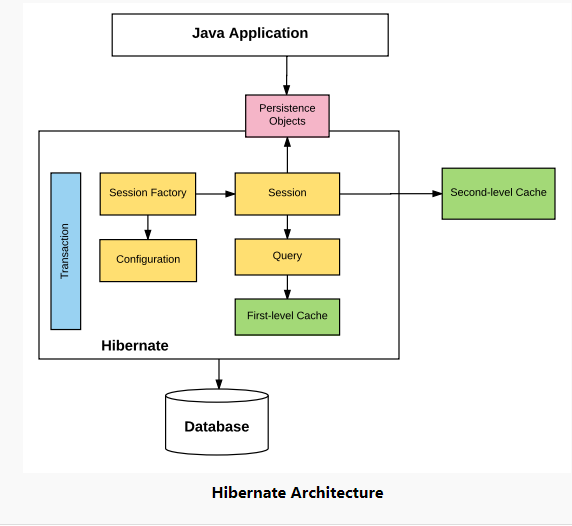 Java Application
Persistence
Objects
Transaction
Session Factory
Session
Second-level Cache
Configuration
Query
First-level Cache
Hibernate
Database
Hibernate Architecture